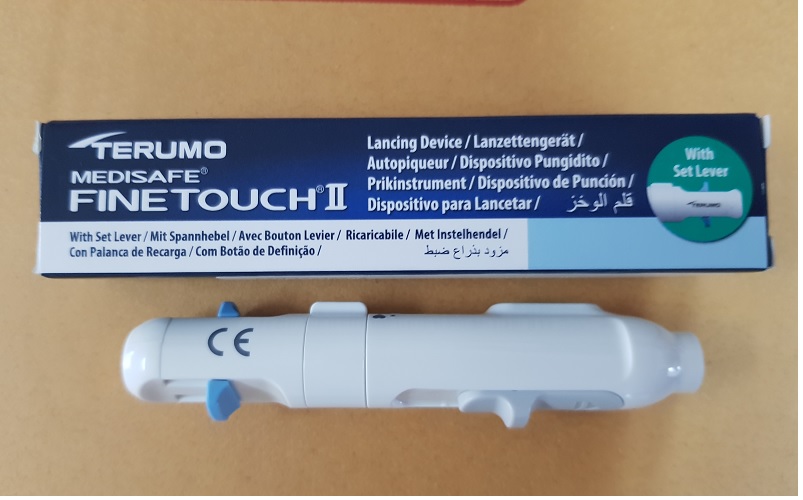 TERUMO
MEDISAFE®
FINETOUCH® II
Lancing Device / Lanzettengerät /
Autopiqueur / Dispositivo Pungidito /
Prikinstrument / Dispositivo de Punción /
Dispositivo para Lancetar / قلم الوخز
With
Set Lever
TERUMO
With Set Lever / Mit Spannhebel / Avec Bouton Levier / Ricaricabile / Met Instelhendel /
Con Palanca de Recarga / Com Botão de Definição / مزود بذراع ضبط
CE